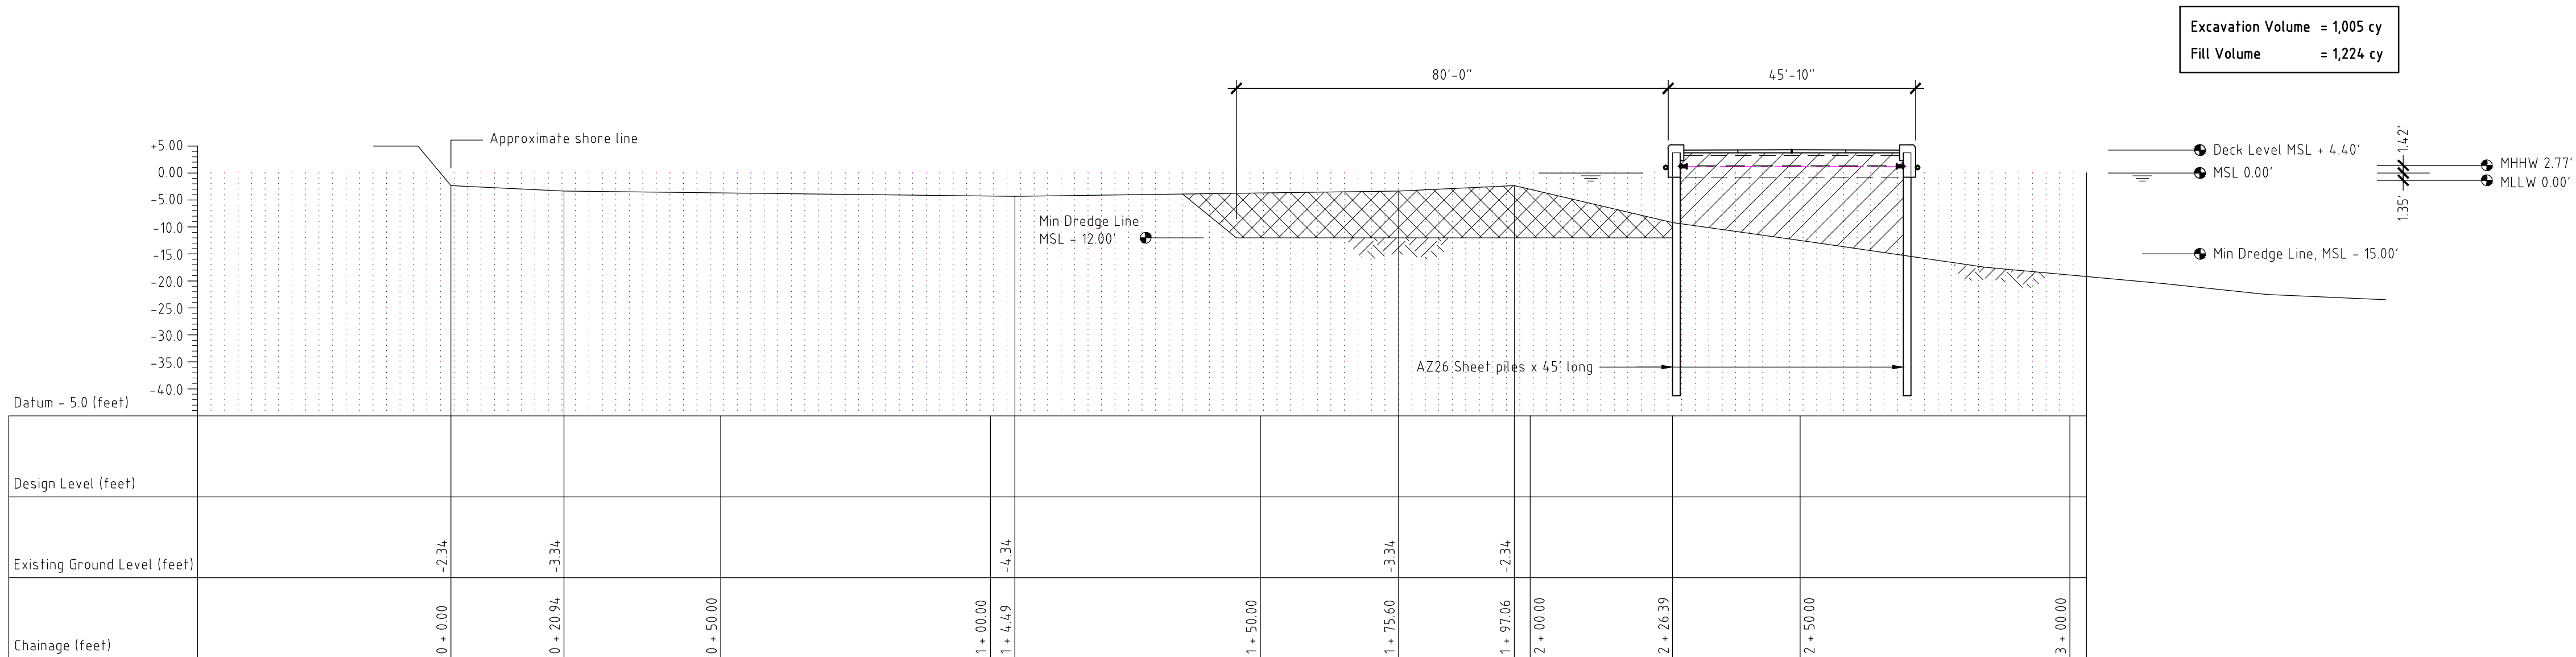 Excavation Volume = 1,005 cy
Fill Volume = 1,224 cy
80'-0"
45'-10"
Approximate shore line
+5.00
0.00
-5.00
-10.0
-15.0
-20.0
-25.0
-30.0
-35.0
-40.0
Min Dredge Line
MSL - 12.00'
Deck Level MSL + 4.40'
MSL 0.00'
Min Dredge Line, MSL - 15.00'
1.42'
1.35'
MHHW 2.77'
MLLW 0.00'
AZ26 Sheet piles x 45' long
Datum - 5.0 (feet)
Design Level (feet)
Existing Ground Level (feet)
-2.34
-3.34
-4.34
-3.34
-2.34
Chainage (feet)
0 + 0.00
0 + 20.94
0 + 50.00
1 + 00.00
1 + 4.49
1 + 50.00
1 + 75.60
1 + 97.06
2 + 00.00
2 + 26.39
2 + 50.00
3 + 00.00